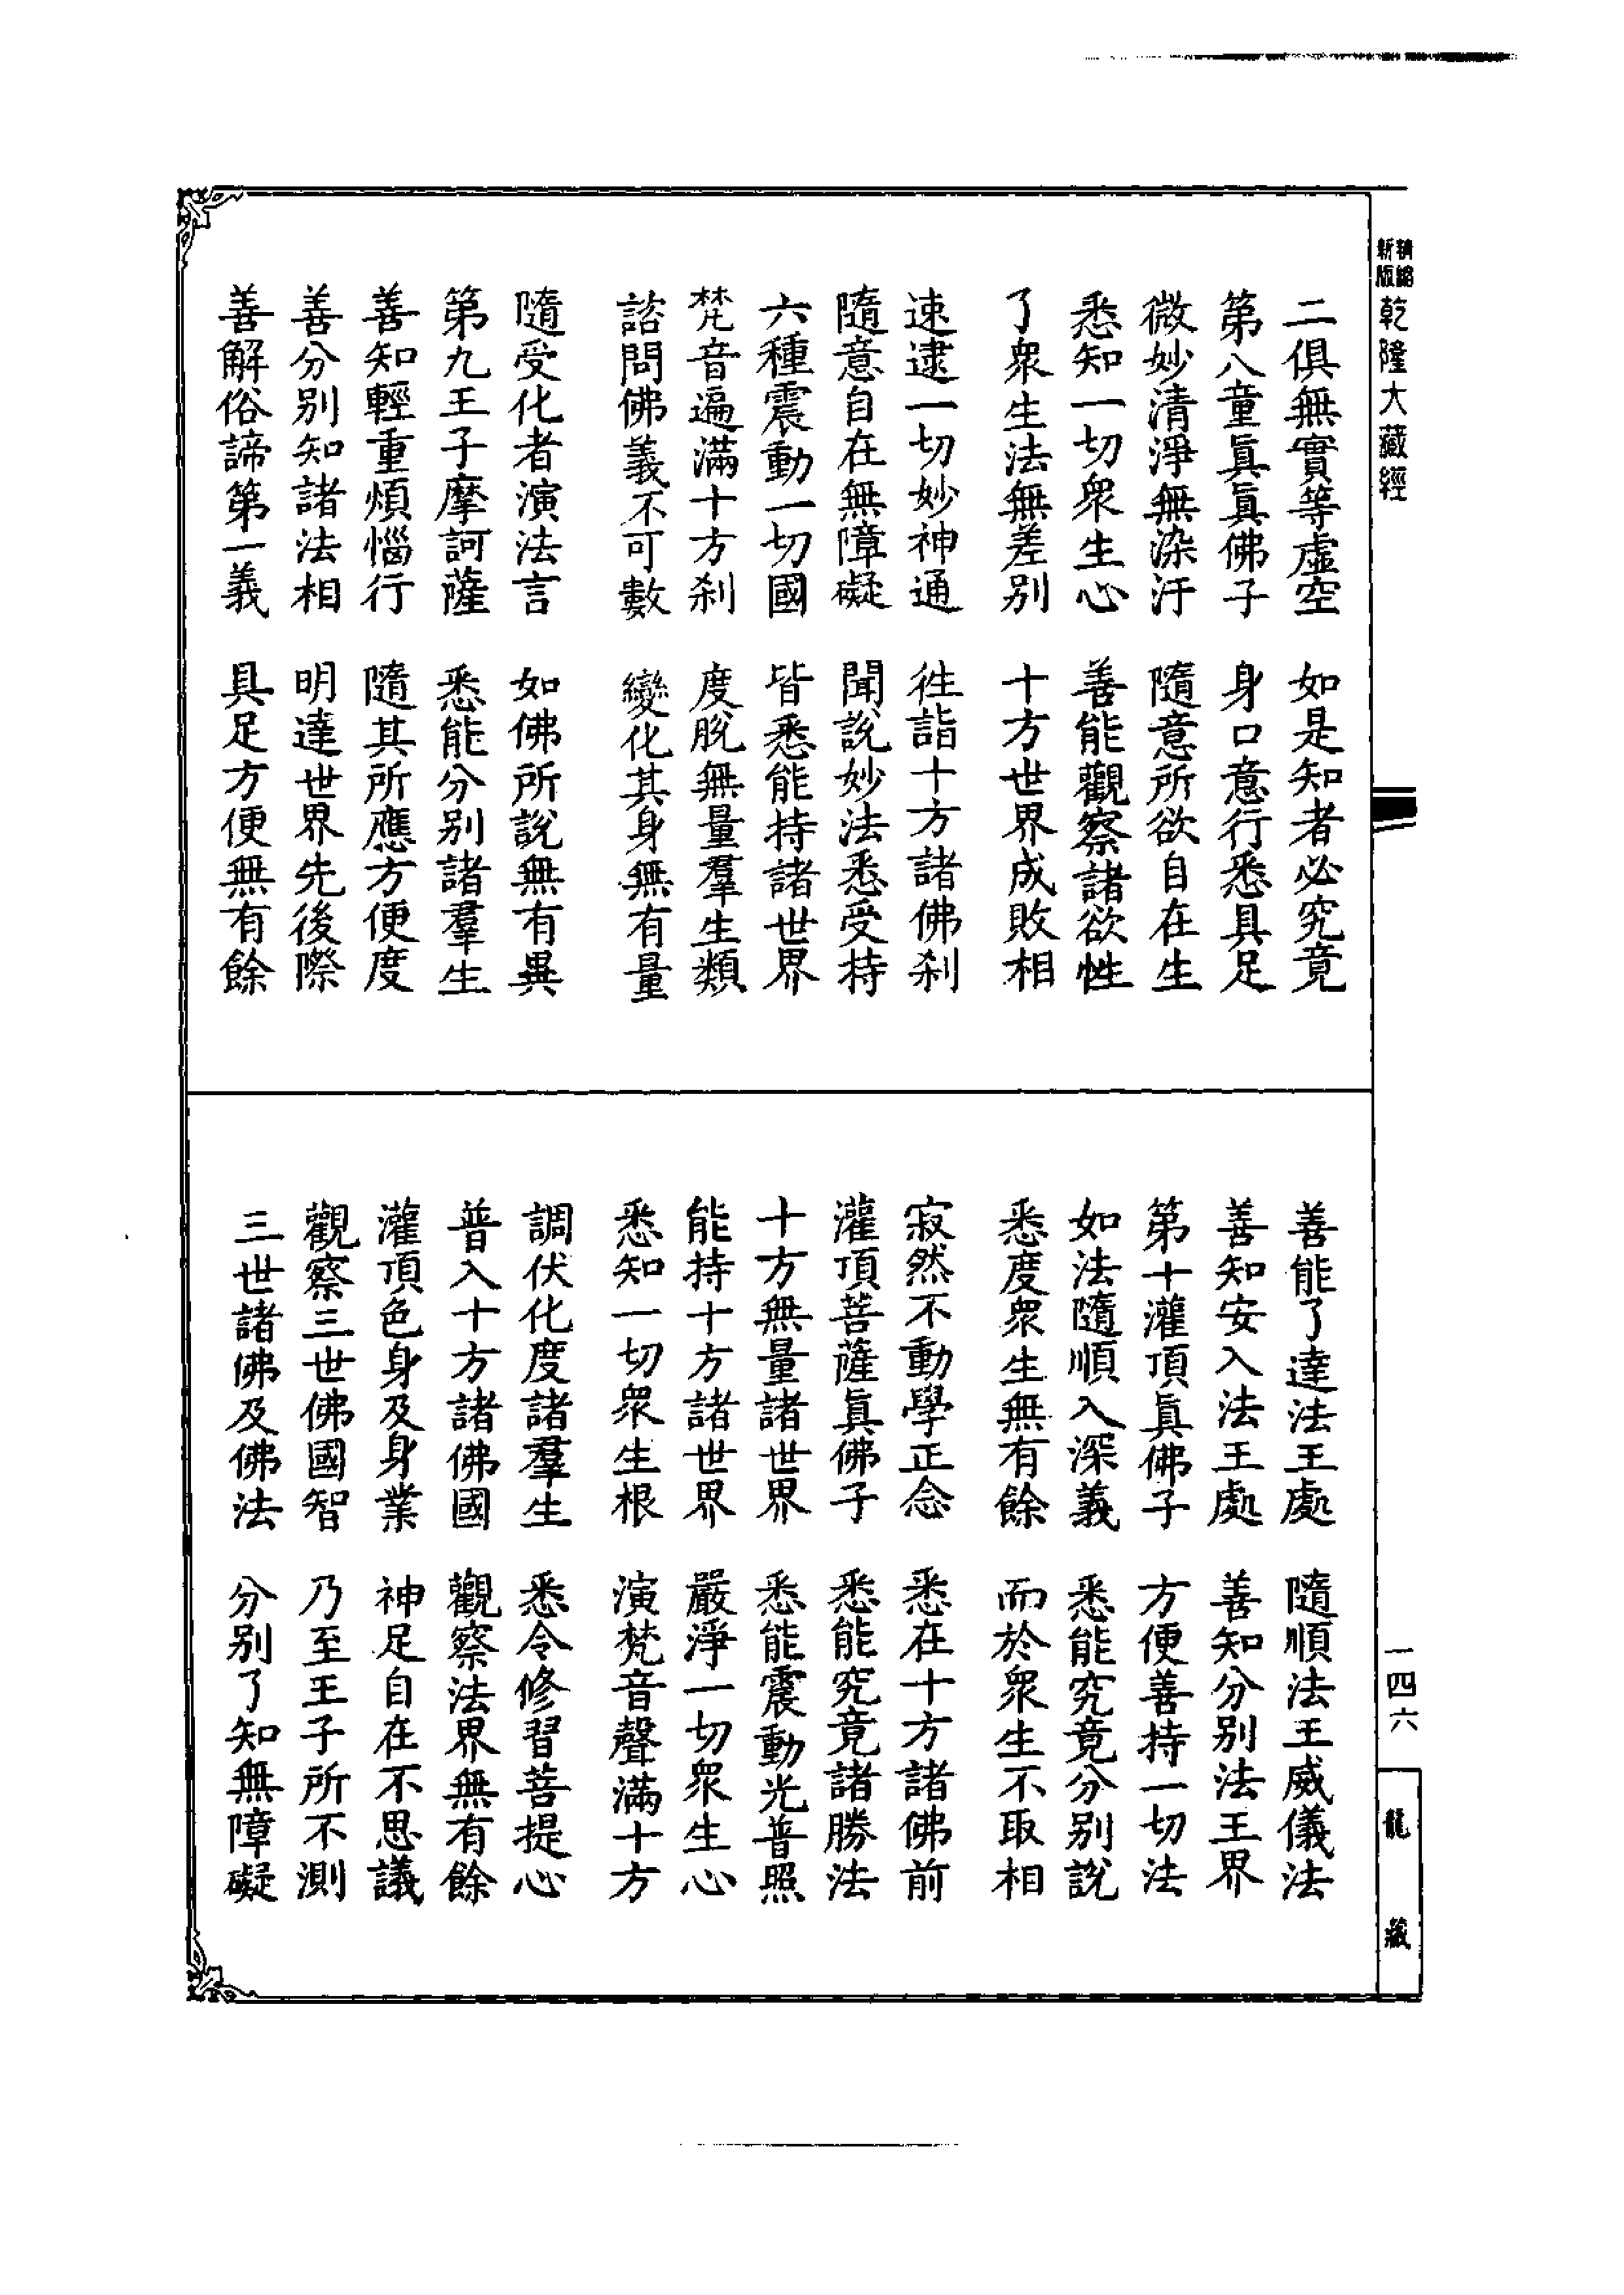 新版精縮乾隆大藏經
二俱無實等虛空　如是知者必究竟
第八童眞眞佛子　身口意行悉具足
微妙清淨無染汙　隨意所欲自在生
悉知一切衆生心　善能觀察諸欲性
了衆生法無差別　十方世界成敗相
速逮一切妙神通　徃詣十方諸佛刹
隨意自在無障礙　聞說妙法悉受持
六種震動一切國　皆悉能持諸世界
梵音遍滿十方刹　度脫無量羣生類
諮問佛義不可數　變化其身無有量
隨受化者演法言　如佛所說無有異
第九王子摩訶薩　悉能分別諸羣生
善知輕重煩惱行　隨其所應方便度
善分別知諸法相　明達世界先後際
善解俗諦第一義　具足方便無有餘
善能了達法王處　隨順法王威儀法
善知安入法王處　善知分別法王界
第十灌頂眞佛子　方便善持一切法
如法隨順入深義　悉能究竟分別說
悉度衆生無有餘　而於衆生不取相
寂然不動學正念　悉在十方諸佛前
灌頂菩薩眞佛子　悉能究竟諸勝法
十方無量諸世界　悉能震動光普照
能持十方諸世界　嚴淨一切衆生心
悉知一切衆生根　演梵音聲滿十方
調伏化度諸羣生　悉令修習菩提心
普入十方諸佛國　觀察法界無有餘
灌頂色身及身業　神足自在不思議
觀察三世佛國智　乃至王子所不測
三世諸佛及佛法　分別了知無障礙
一四六
龍藏